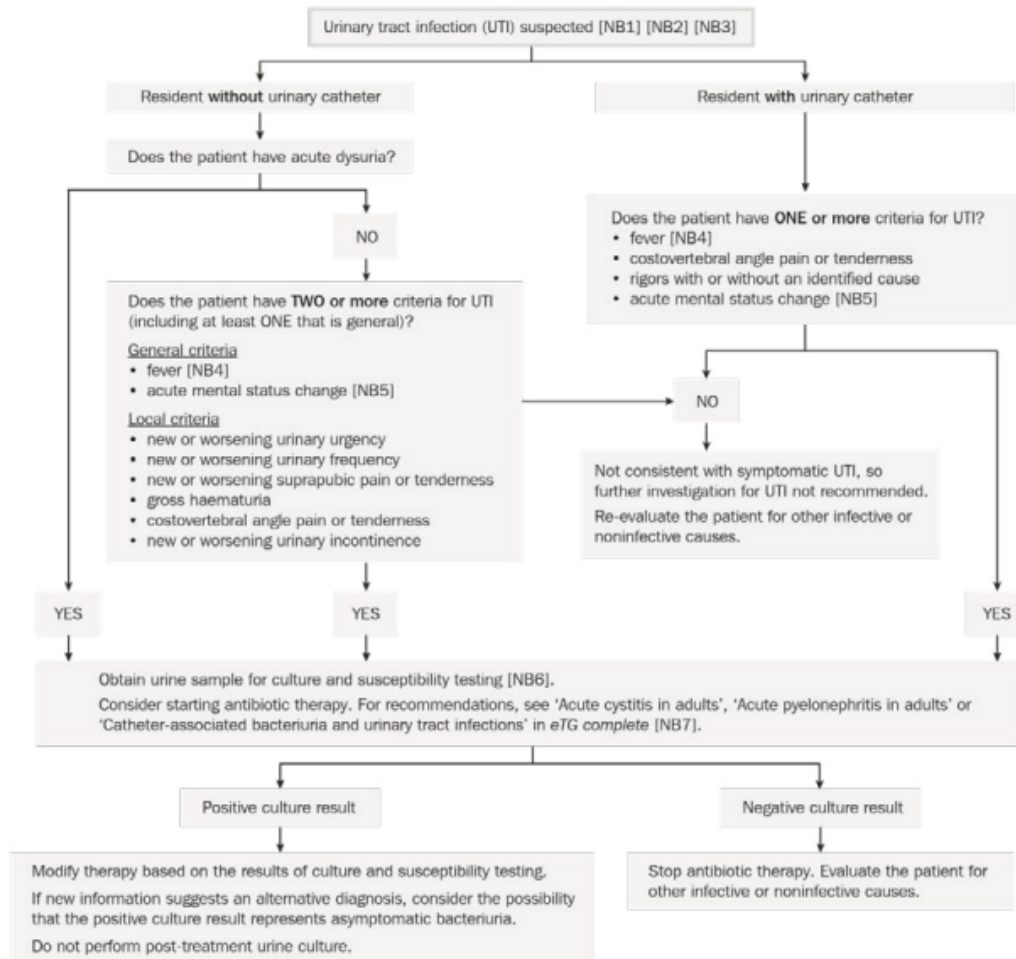 Urinary tract infection (UTI) suspected [NB1] [NB2] [NB3]
Resident without urinary catheter
Resident with urinary catheter
Does the patient have acute dysuria?
NO
Does the patient have TWO or more criteria for UTI
(including at least ONE that is general)?
General criteria
• fever [NB4]
• acute mental status change [NB5]
Local criteria
• new or worsening urinary urgency
• new or worsening urinary frequency
• new or worsening suprapubic pain or tenderness
• gross haematuria
• costovertebral angle pain or tenderness
• new or worsening urinary incontinence
Does the patient have ONE or more criteria for UTI?
• fever [NB4]
• costovertebral angle pain or tenderness
• rigors with or without an identified cause
• acute mental status change [NB5]
NO
Not consistent with symptomatic UTI, so
further investigation for UTI not recommended.
Re-evaluate the patient for other infective or
noninfective causes.
YES
YES
YES
Obtain urine sample for culture and susceptibility testing [NB6].
Consider starting antibiotic therapy. For recommendations, see ‘Acute cystitis in adults’, ‘Acute pyelonephritis in adults’ or
‘Catheter-associated bacteriuria and urinary tract infections’ in eTG complete [NB7].
Positive culture result
Negative culture result
Modify therapy based on the results of culture and susceptibility testing.
If new information suggests an alternative diagnosis, consider the possibility
that the positive culture result represents asymptomatic bacteriuria.
Do not perform post-treatment urine culture.
Stop antibiotic therapy. Evaluate the patient for
other infective or noninfective causes.